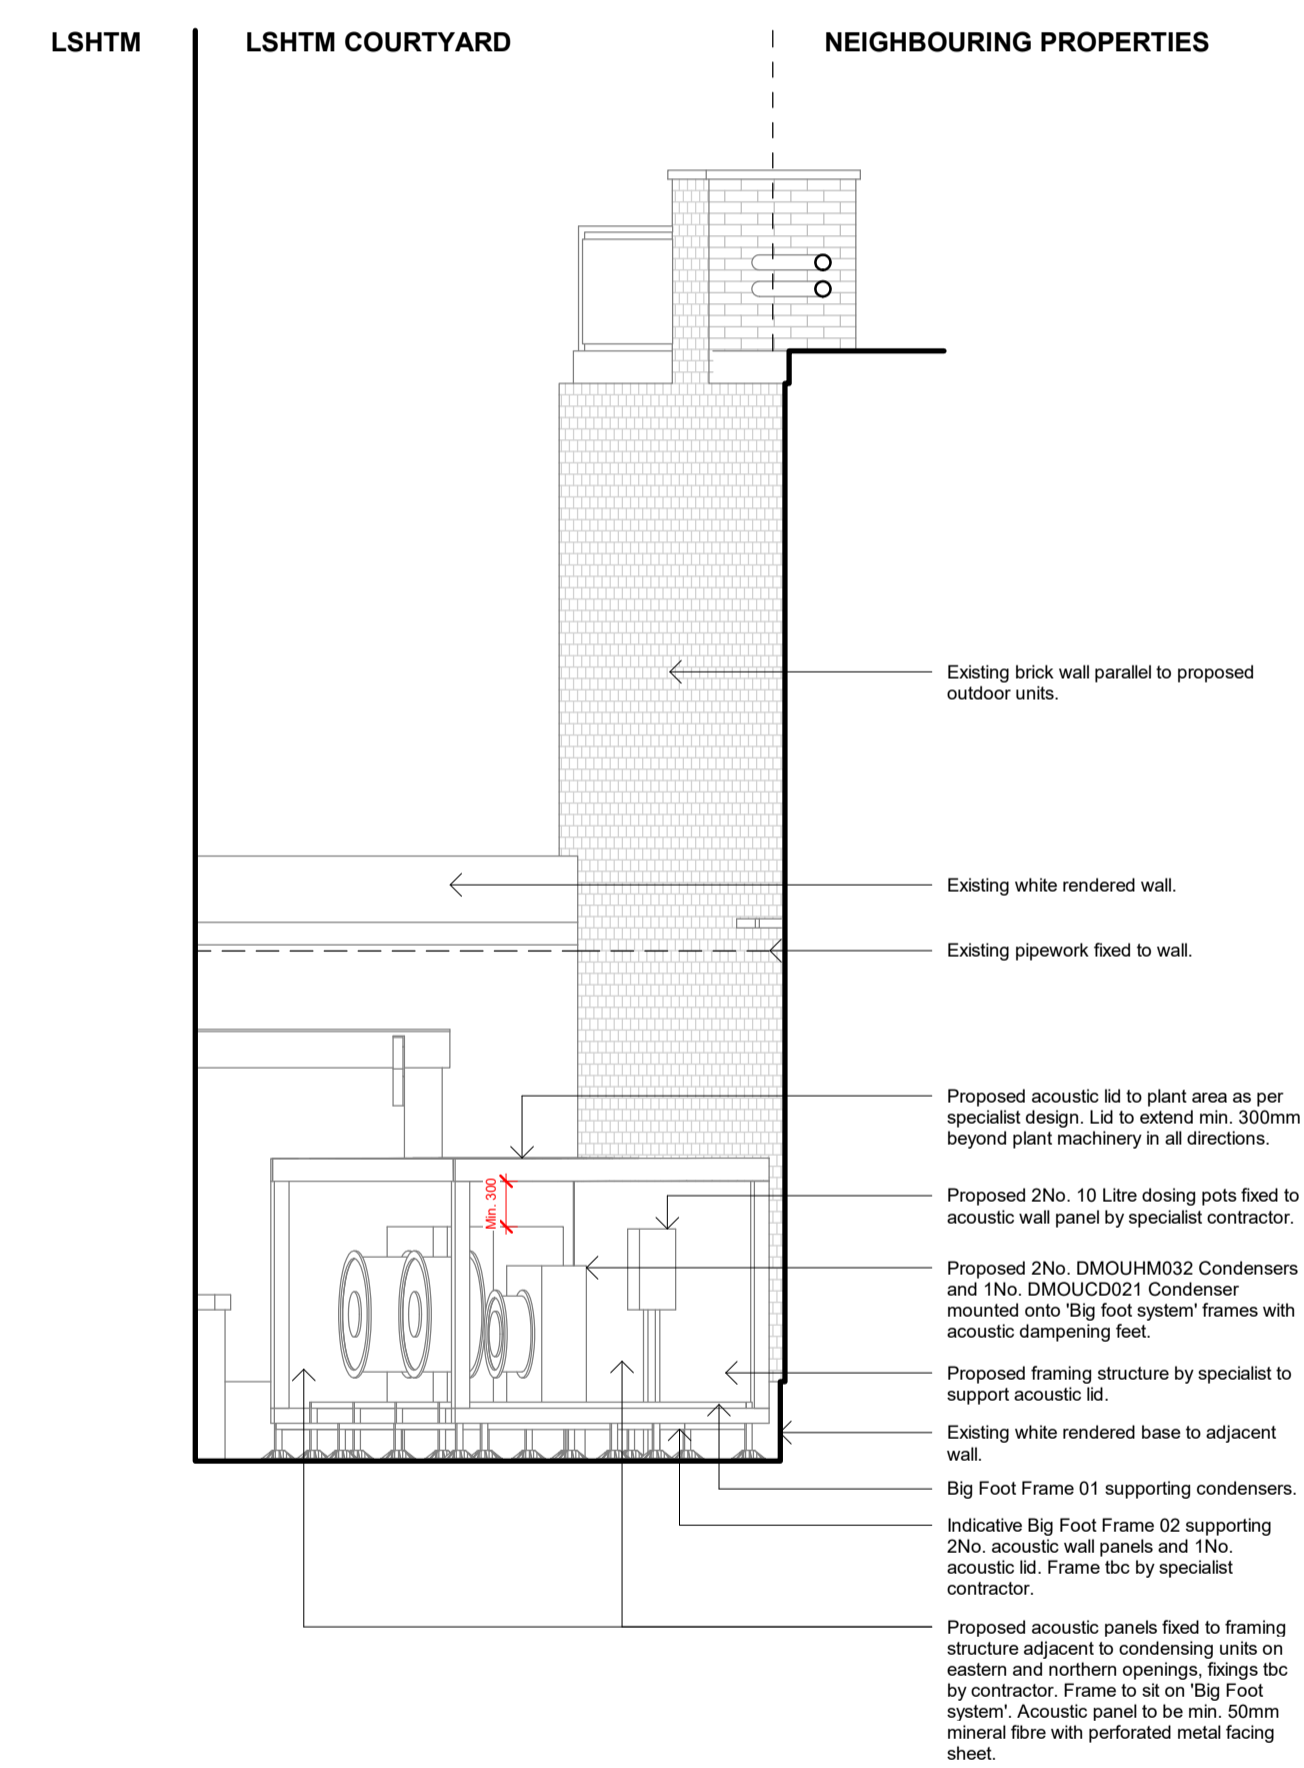 LSHTM
LSHTM COURTYARD
NEIGHBOURING PROPERTIES
Existing brick wall parallel to proposed
outdoor units.
Existing white rendered wall.
Existing pipework fixed to wall.
Proposed acoustic lid to plant area as per
specialist design. Lid to extend min. 300mm
beyond plant machinery in all directions.
Min. 300
Proposed 2No. 10 Litre dosing pots fixed to
acoustic wall panel by specialist contractor.
Proposed 2No. DMOUHM032 Condensers
and 1No. DMOUCD021 Condenser
mounted onto 'Big foot system' frames with
acoustic dampening feet.
Proposed framing structure by specialist to
support acoustic lid.
Existing white rendered base to adjacent
wall.
Big Foot Frame 01 supporting condensers.
Indicative Big Foot Frame 02 supporting
2No. acoustic wall panels and 1No.
acoustic lid. Frame tbc by specialist
contractor.
Proposed acoustic panels fixed to framing
structure adjacent to condensing units on
eastern and northern openings, fixings tbc
by contractor. Frame to sit on 'Big Foot
system'. Acoustic panel to be min. 50mm
mineral fibre with perforated metal facing
sheet.